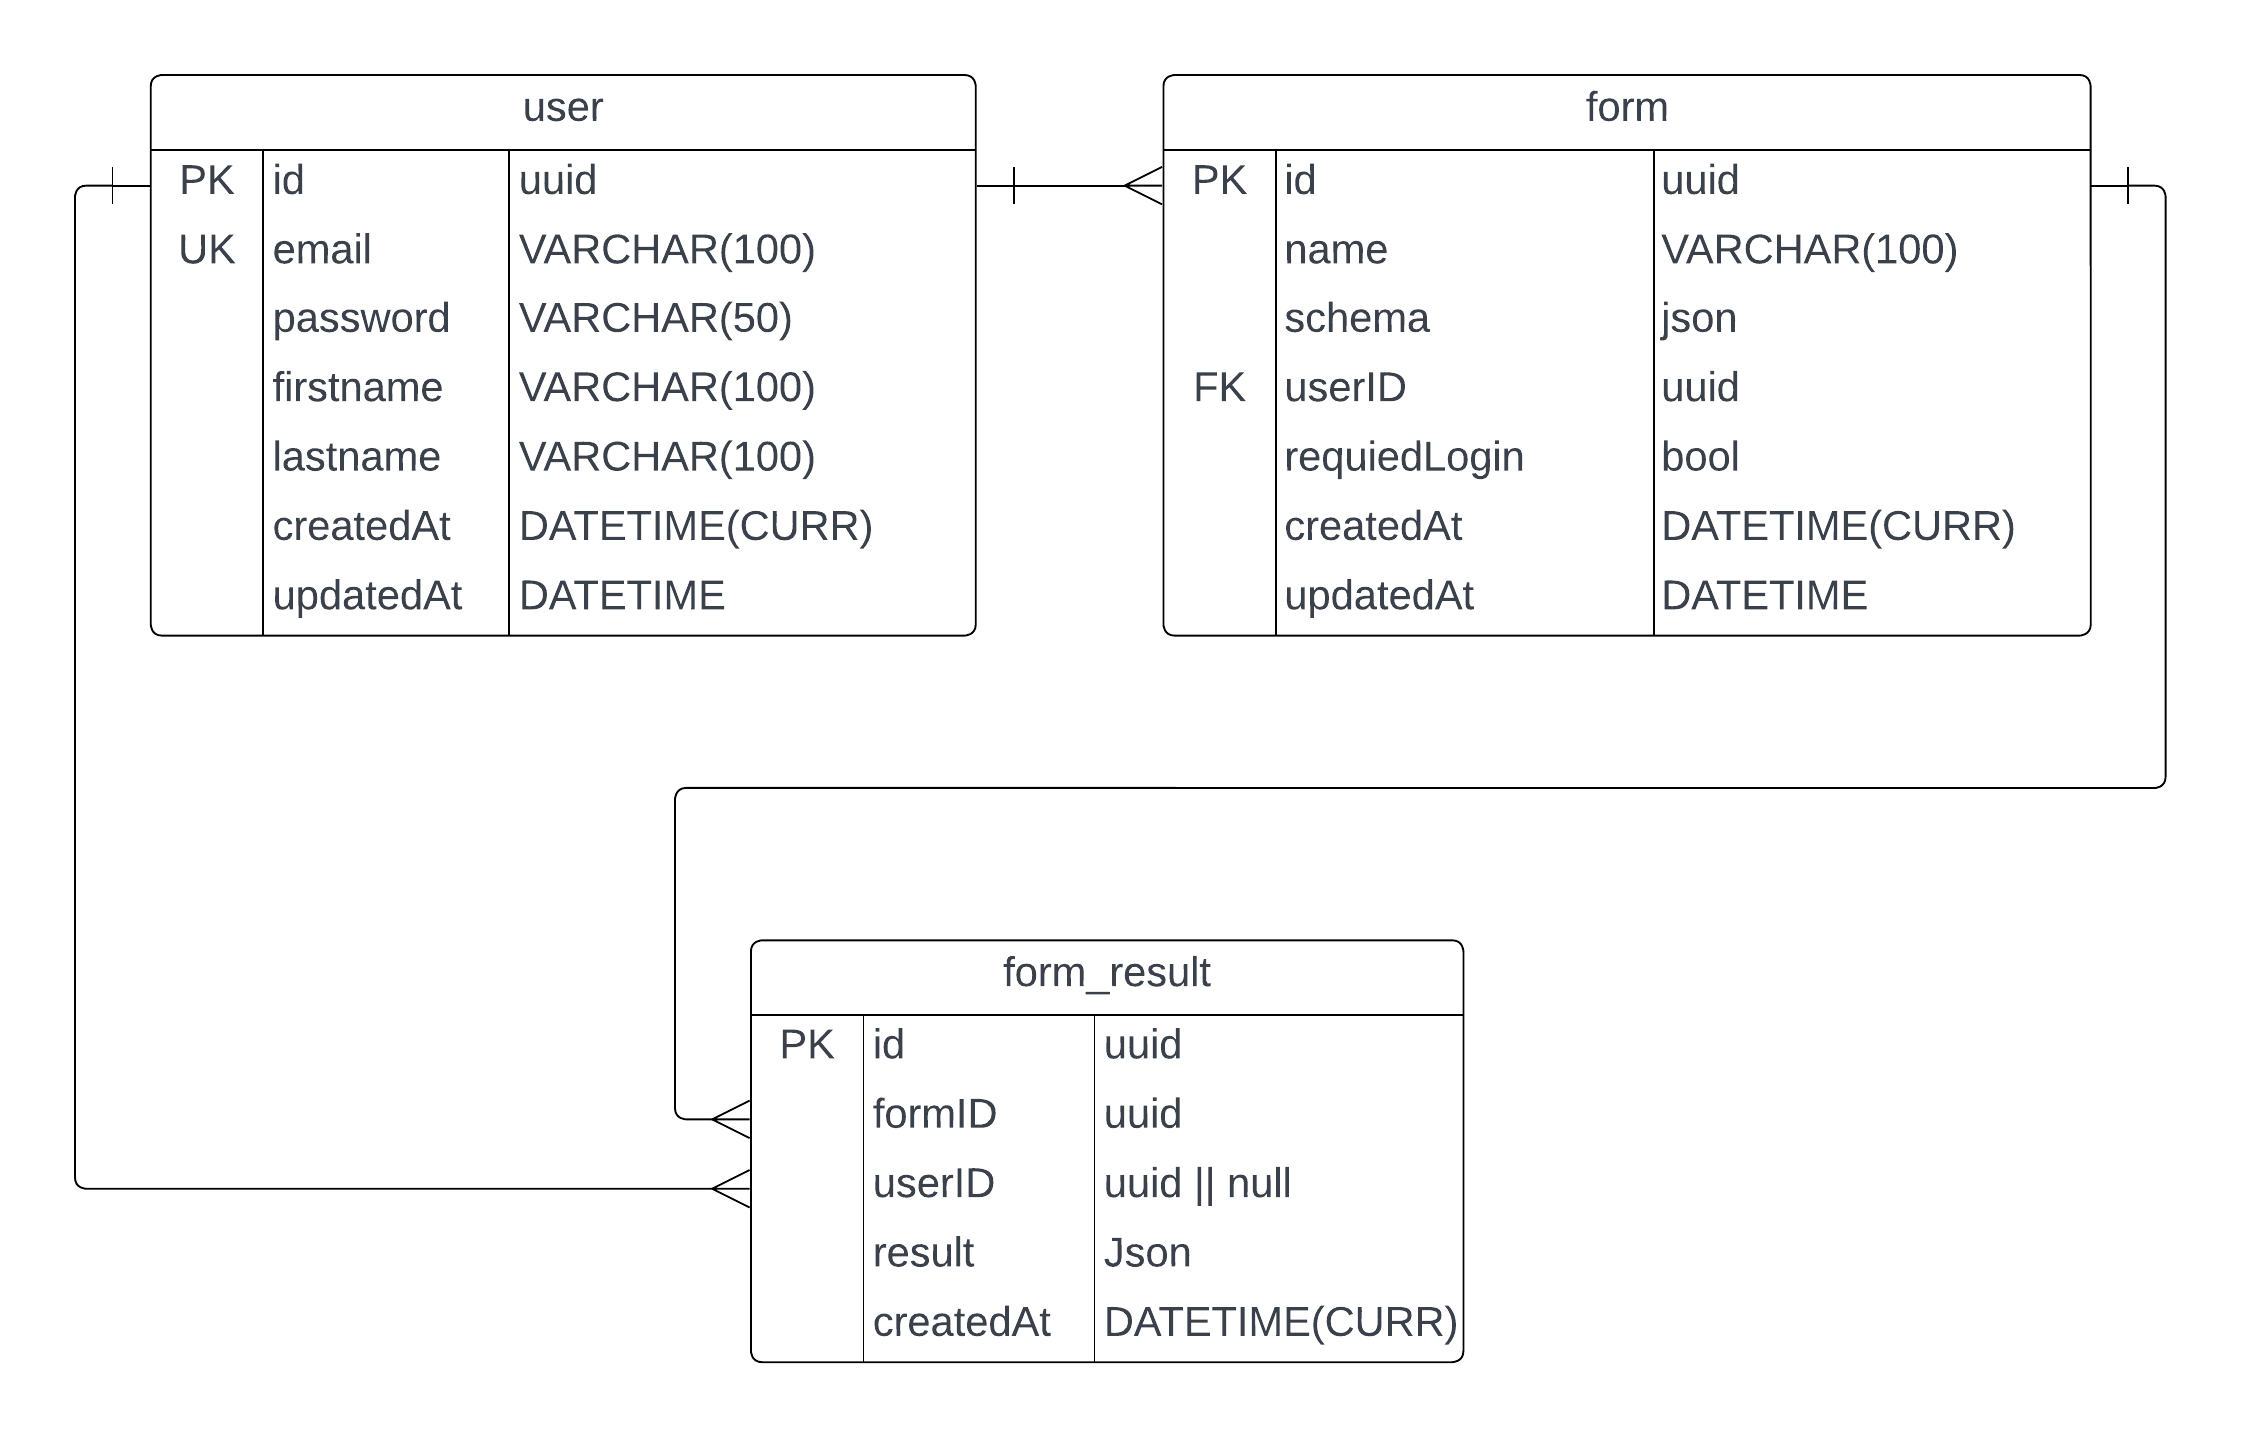 user
PK id uuid
UK email VARCHAR(100)
password VARCHAR(50)
firstname VARCHAR(100)
lastname VARCHAR(100)
createdAt DATETIME(CURR)
updatedAt DATETIME
form
PK id uuid
name VARCHAR(100)
schema json
FK userID uuid
requiedLogin bool
createdAt DATETIME(CURR)
updatedAt DATETIME
form_result
PK id uuid
formID uuid
userID uuid || null
result Json
createdAt DATETIME(CURR)